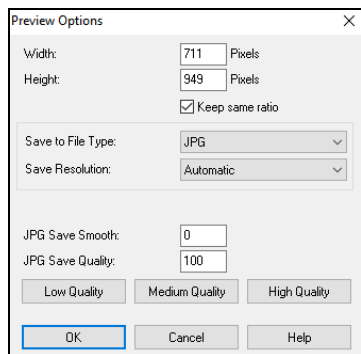 Preview Options
Width: 711 Pixels
Height: 949 Pixels
Keep same ratio
Save to File Type: JPG
Save Resolution: Automatic
JPG Save Smooth: 0
JPG Save Quality: 100
Low Quality Medium Quality High Quality
OK Cancel Help